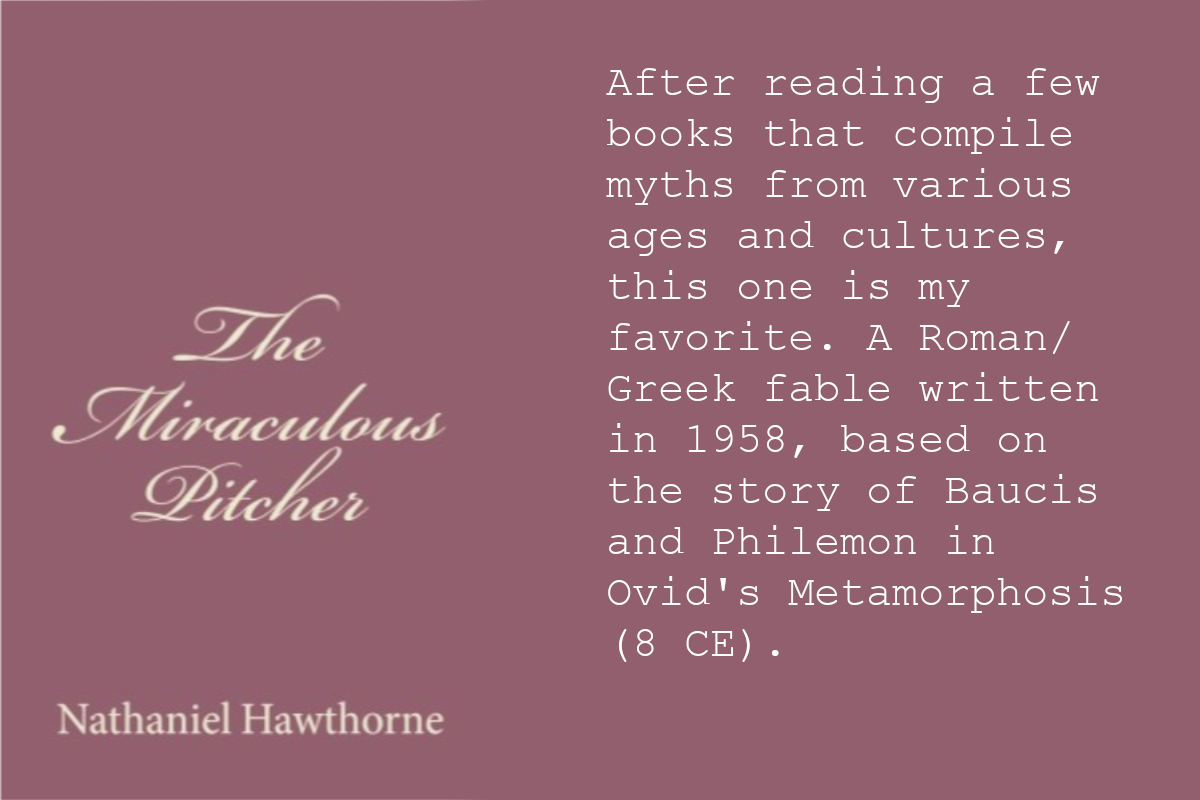 The
Miraculous
Pitcher
Nathaniel Hawthorne
After reading a few
books that compile
myths from various
ages and cultures,
this one is my
favorite. A Roman/
Greek fable written
in 1958, based on
the story of Baucis
and Philemon in
Ovid's Metamorphosis
(8 CE).